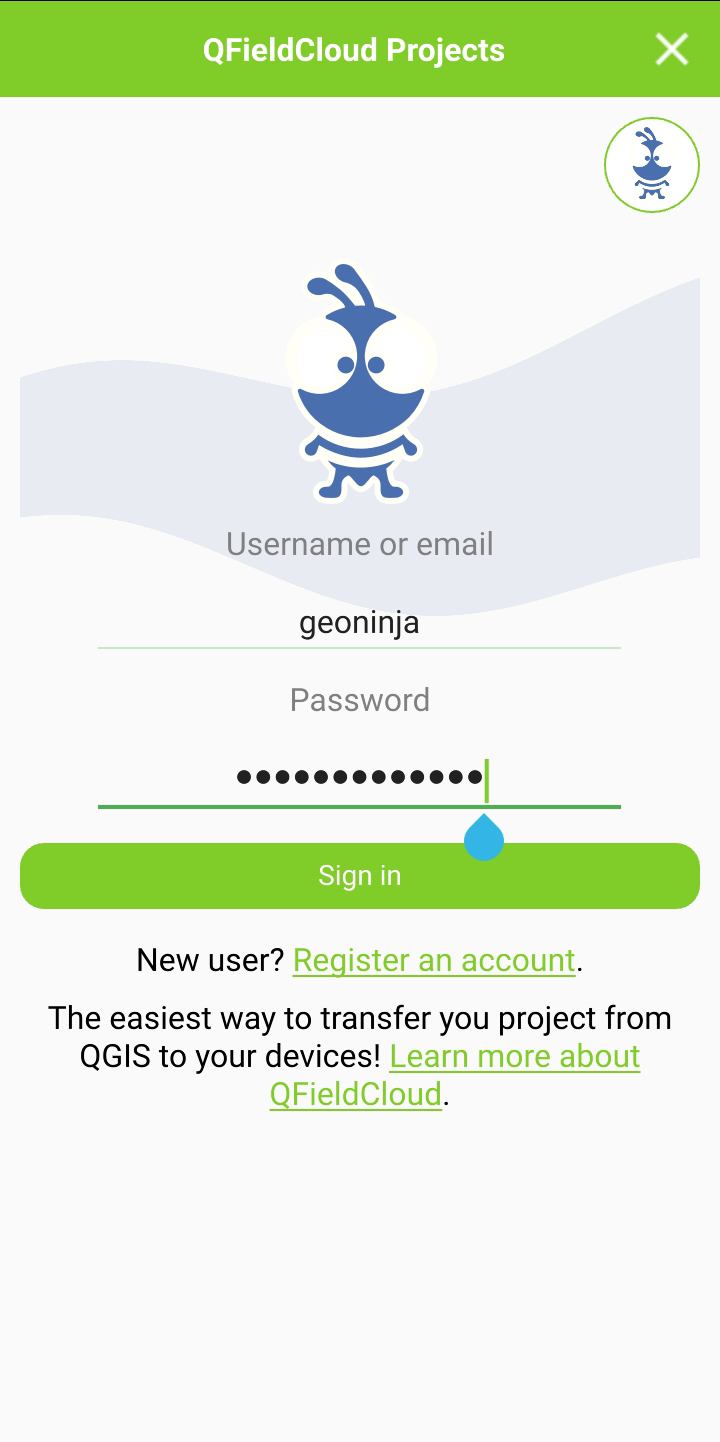 QFieldCloud Projects
Username or email
geoninja
Password
•••••••••••••
Sign in
New user? Register an account.
The easiest way to transfer you project from
QGIS to your devices! Learn more about
QFieldCloud.